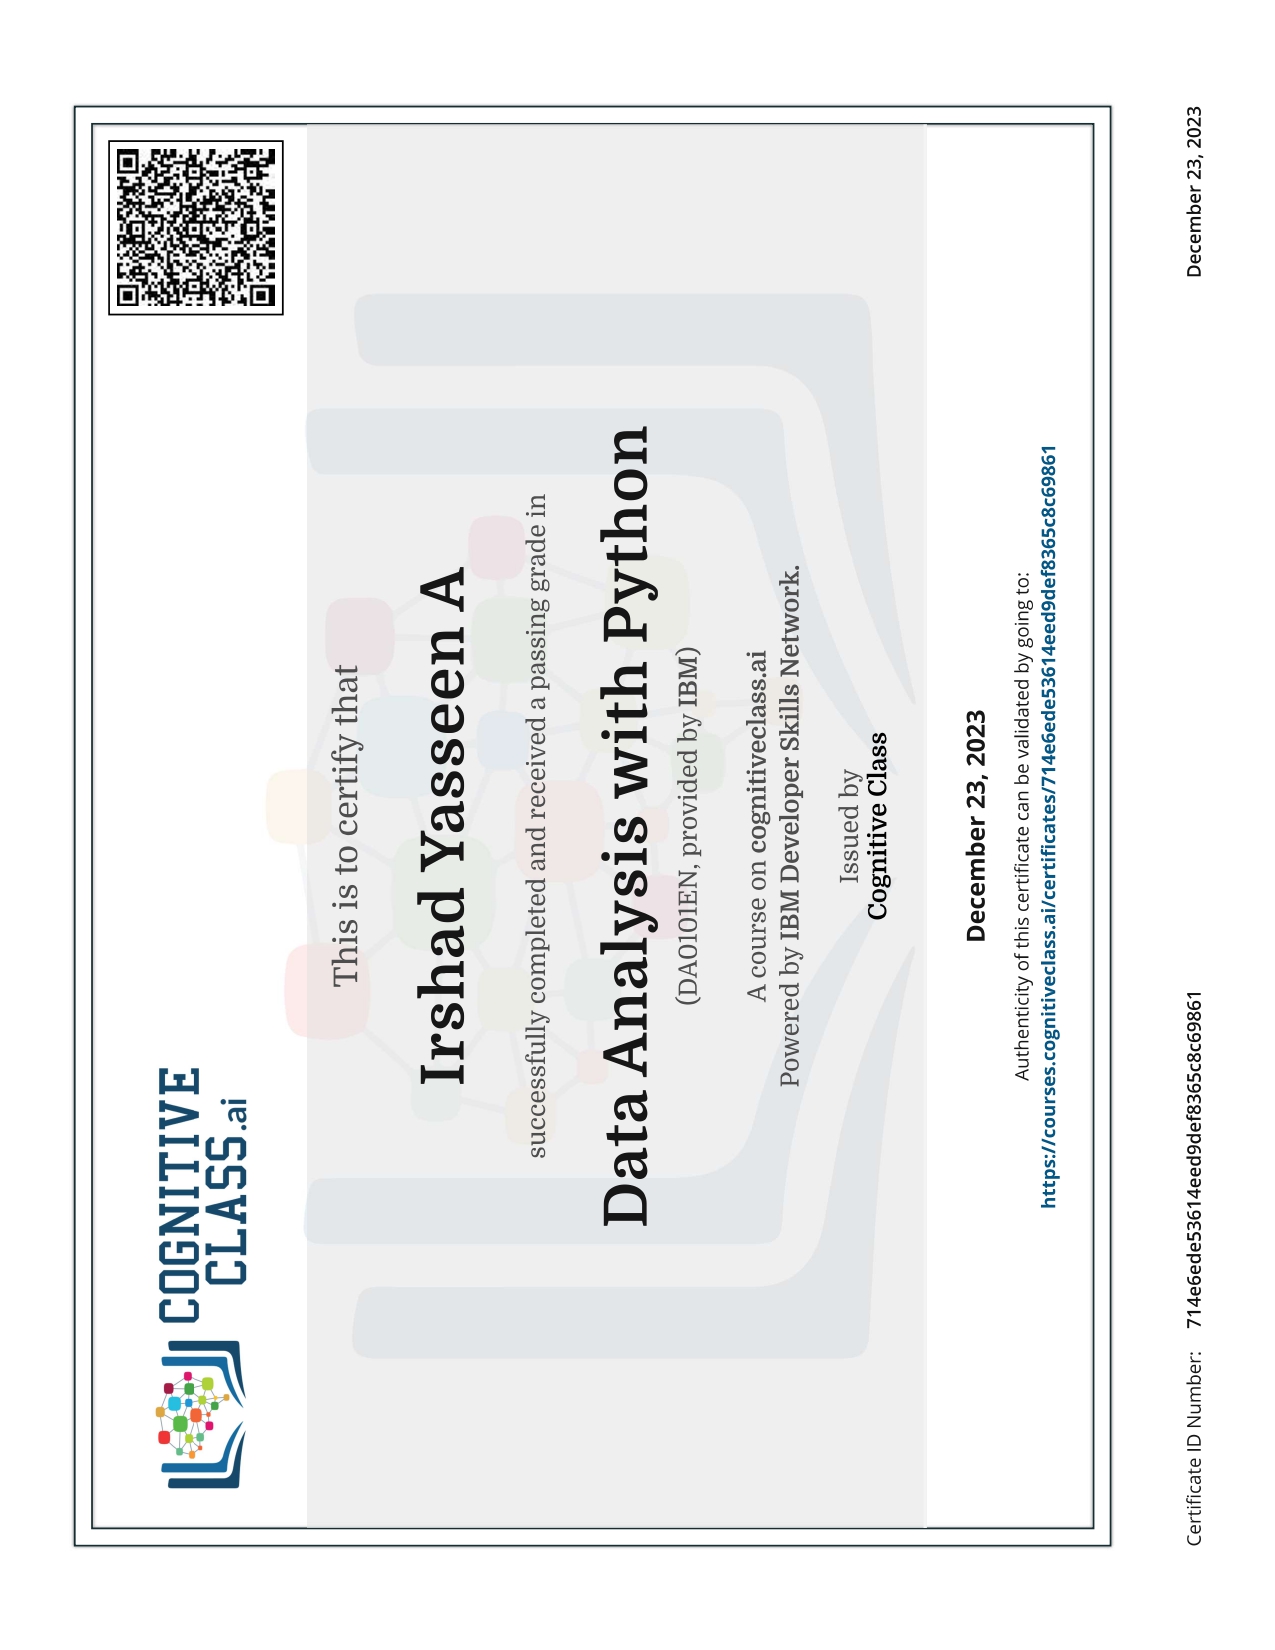 COGNITIVE
CLASS.ai
This is to certify that
Irshad Yasseen A
successfully completed and received a passing grade in
Data Analysis with Python
(DA0101EN, provided by IBM)
A course on cognitiveclass.ai
Powered by IBM Developer Skills Network.
Issued by
Cognitive Class
December 23, 2023
Authenticity of this certificate can be validated by going to:
https://courses.cognitiveclass.ai/certificates/714e6ede53614eed9def8365c8c69861
Certificate ID Number: 714e6ede53614eed9def8365c8c69861
December 23, 2023